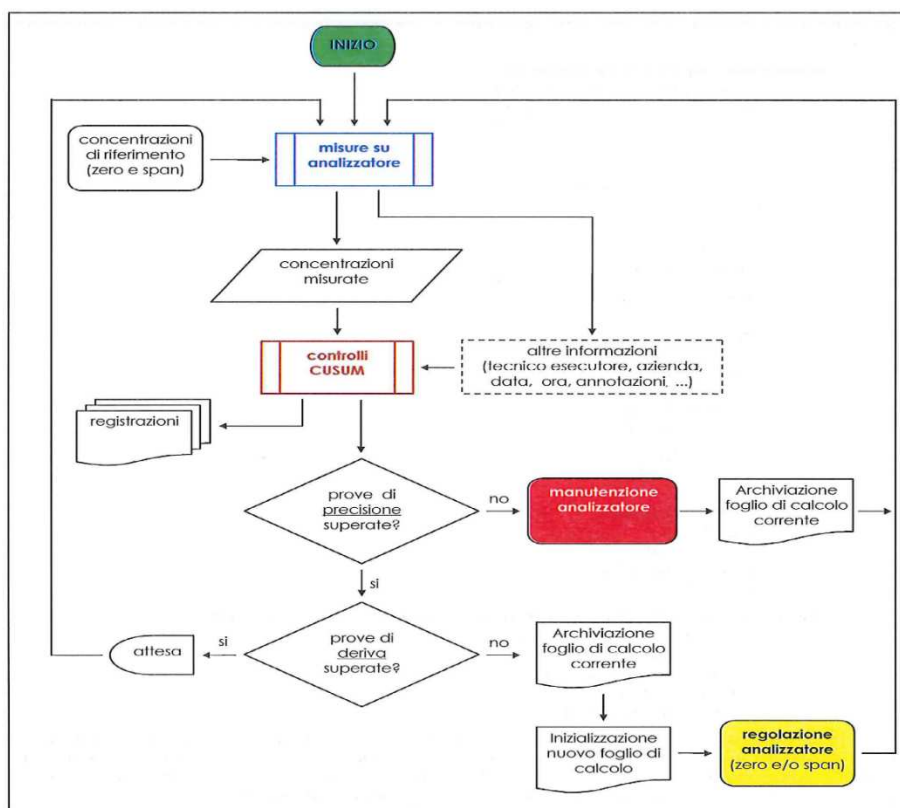 INIZIO
concentrazioni
di riferimento
(zero e span)
misure su
analizzatore
concentrazioni
misurate
controlli
CUSUM
altre informazioni
(tecnico esecutore, azienda,
data, ora, annotazioni, ...)
registrazioni
prove di
precisione
superate?
no
manutenzione
analizzatore
Archiviazione
foglio di calcolo
corrente
si
prove di
deriva
superate?
si
attesa
no
Archiviazione
foglio di calcolo
corrente
Inizializzazione
nuovo foglio di
calcolo
regolazione
analizzatore
(zero e/o span)